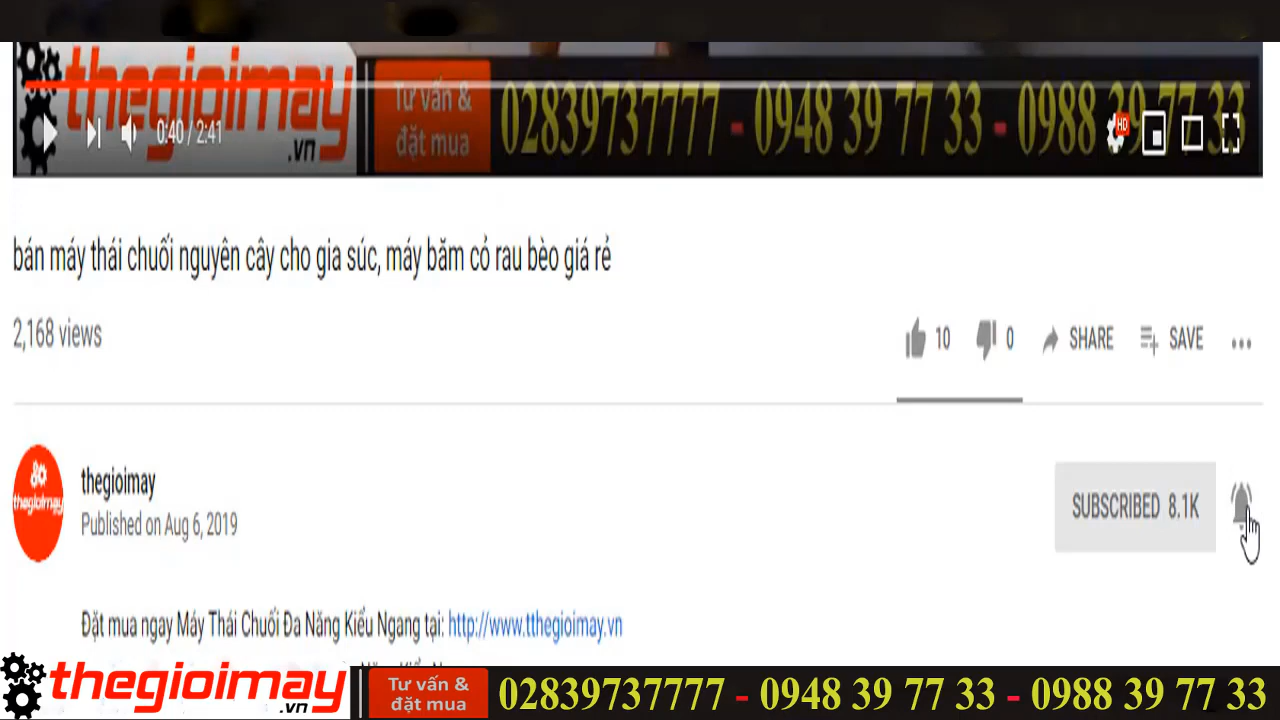 thegioimay
.vn
Tư vấn &
đặt mua
02839737777 - 0948 39 77 33 - 0988 39 77 33
0:40 / 2:41
HD
bán máy thái chuối nguyên cây cho gia súc, máy băm cỏ rau bèo giá rẻ
2,168 views
10
0
SHARE
SAVE
thegioimay
thegioimay
Published on Aug 6, 2019
SUBSCRIBED 8.1K
Đặt mua ngay Máy Thái Chuối Đa Năng Kiểu Ngang tại: http://www.tthegioimay.vn
thegioimay
.vn
Tư vấn &
đặt mua
02839737777 - 0948 39 77 33 - 0988 39 77 33